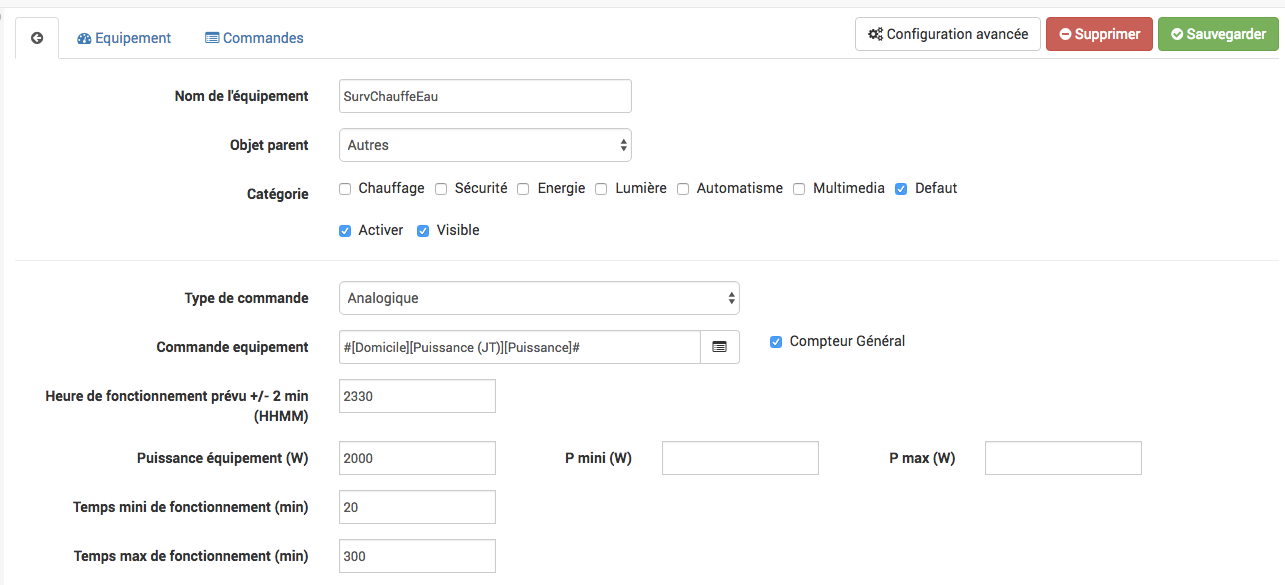 Equipement Commandes Configuration avancée Supprimer Sauvegarder
Nom de l'équipement SurvChauffeEau
Objet parent Autres
Catégorie Chauffage Sécurité Energie Lumière Automatisme Multimedia Defaut
Activer Visible
Type de commande Analogique
Commande equipement #[Domicile][Puissance (JT)][Puissance]# Compteur Général
Heure de fonctionnement prévu +/- 2 min 2330
(HHMM)
Puissance équipement (W) 2000 P mini (W) P max (W)
Temps mini de fonctionnement (min) 20
Temps max de fonctionnement (min) 300